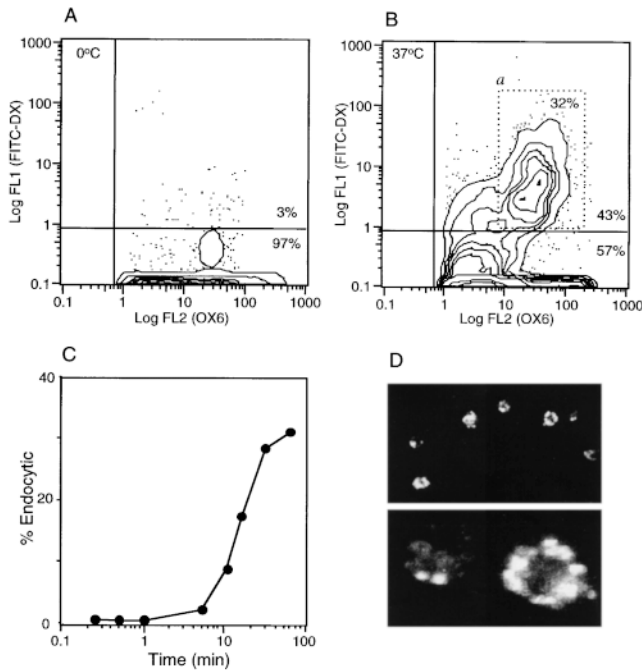 A
0°C
1000
100
10
1
0.1
Log FL1 (FITC-DX)
3%
97%
0.1 1 10 100 1000
Log FL2 (OX6)
B
37°C
a
32%
1000
100
10
1
0.1
Log FL1 (FITC-DX)
43%
57%
0.1 1 10 100 1000
Log FL2 (OX6)
C
40
20
0
% Endocytic
0.1 1 10 100
Time (min)
D